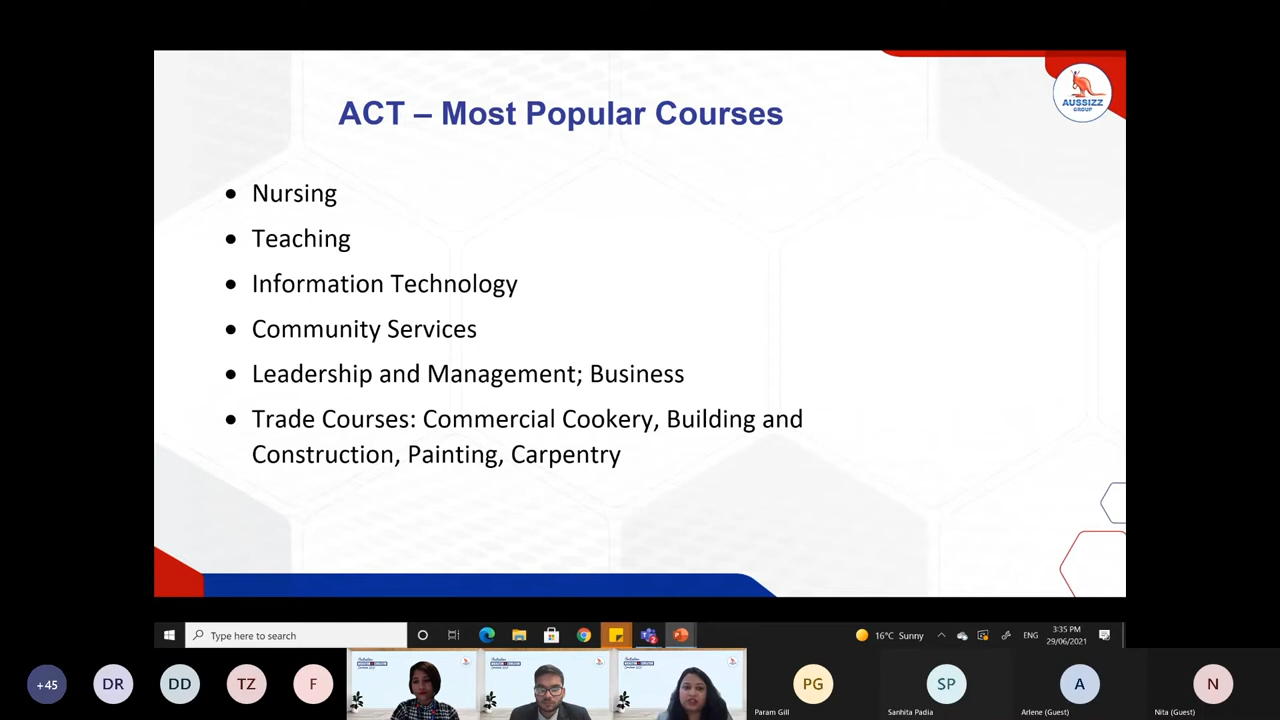 ACT – Most Popular Courses
AUSSIZZ
GROUP
• Nursing
• Teaching
• Information Technology
• Community Services
• Leadership and Management; Business
• Trade Courses: Commercial Cookery, Building and
Construction, Painting, Carpentry
Type here to search
16°C Sunny
ENG
3:35 PM
29/06/2021
+45
DR
DD
TZ
F
PG
Param Gill
SP
Sanhita Padia
A
Arlene (Guest)
N
Nita (Guest)